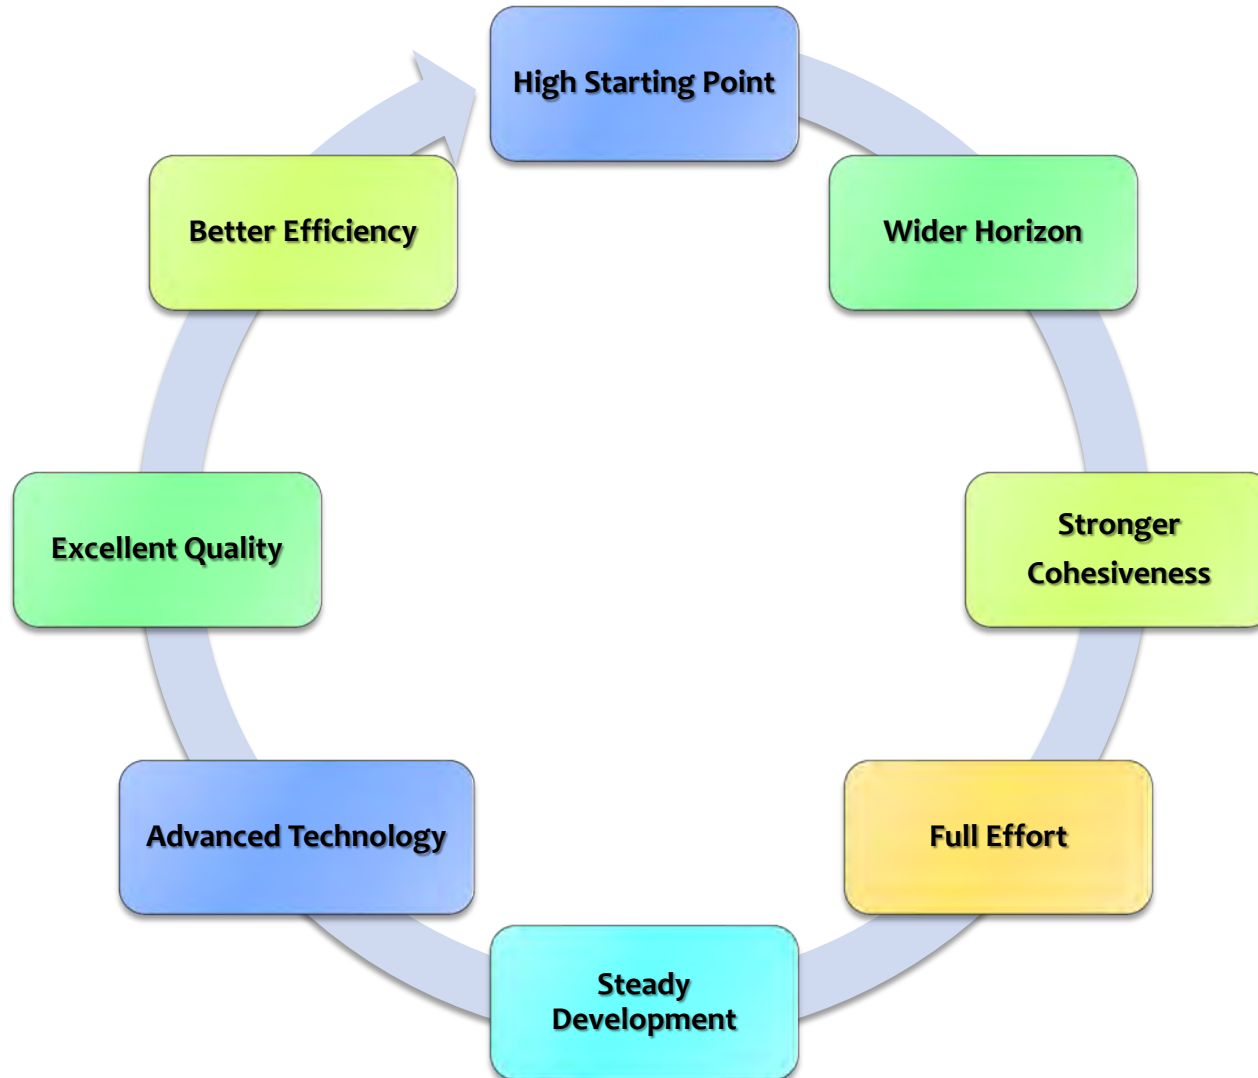 High Starting Point
Wider Horizon
Stronger
Cohesiveness
Full Effort
Steady
Development
Advanced Technology
Excellent Quality
Better Efficiency